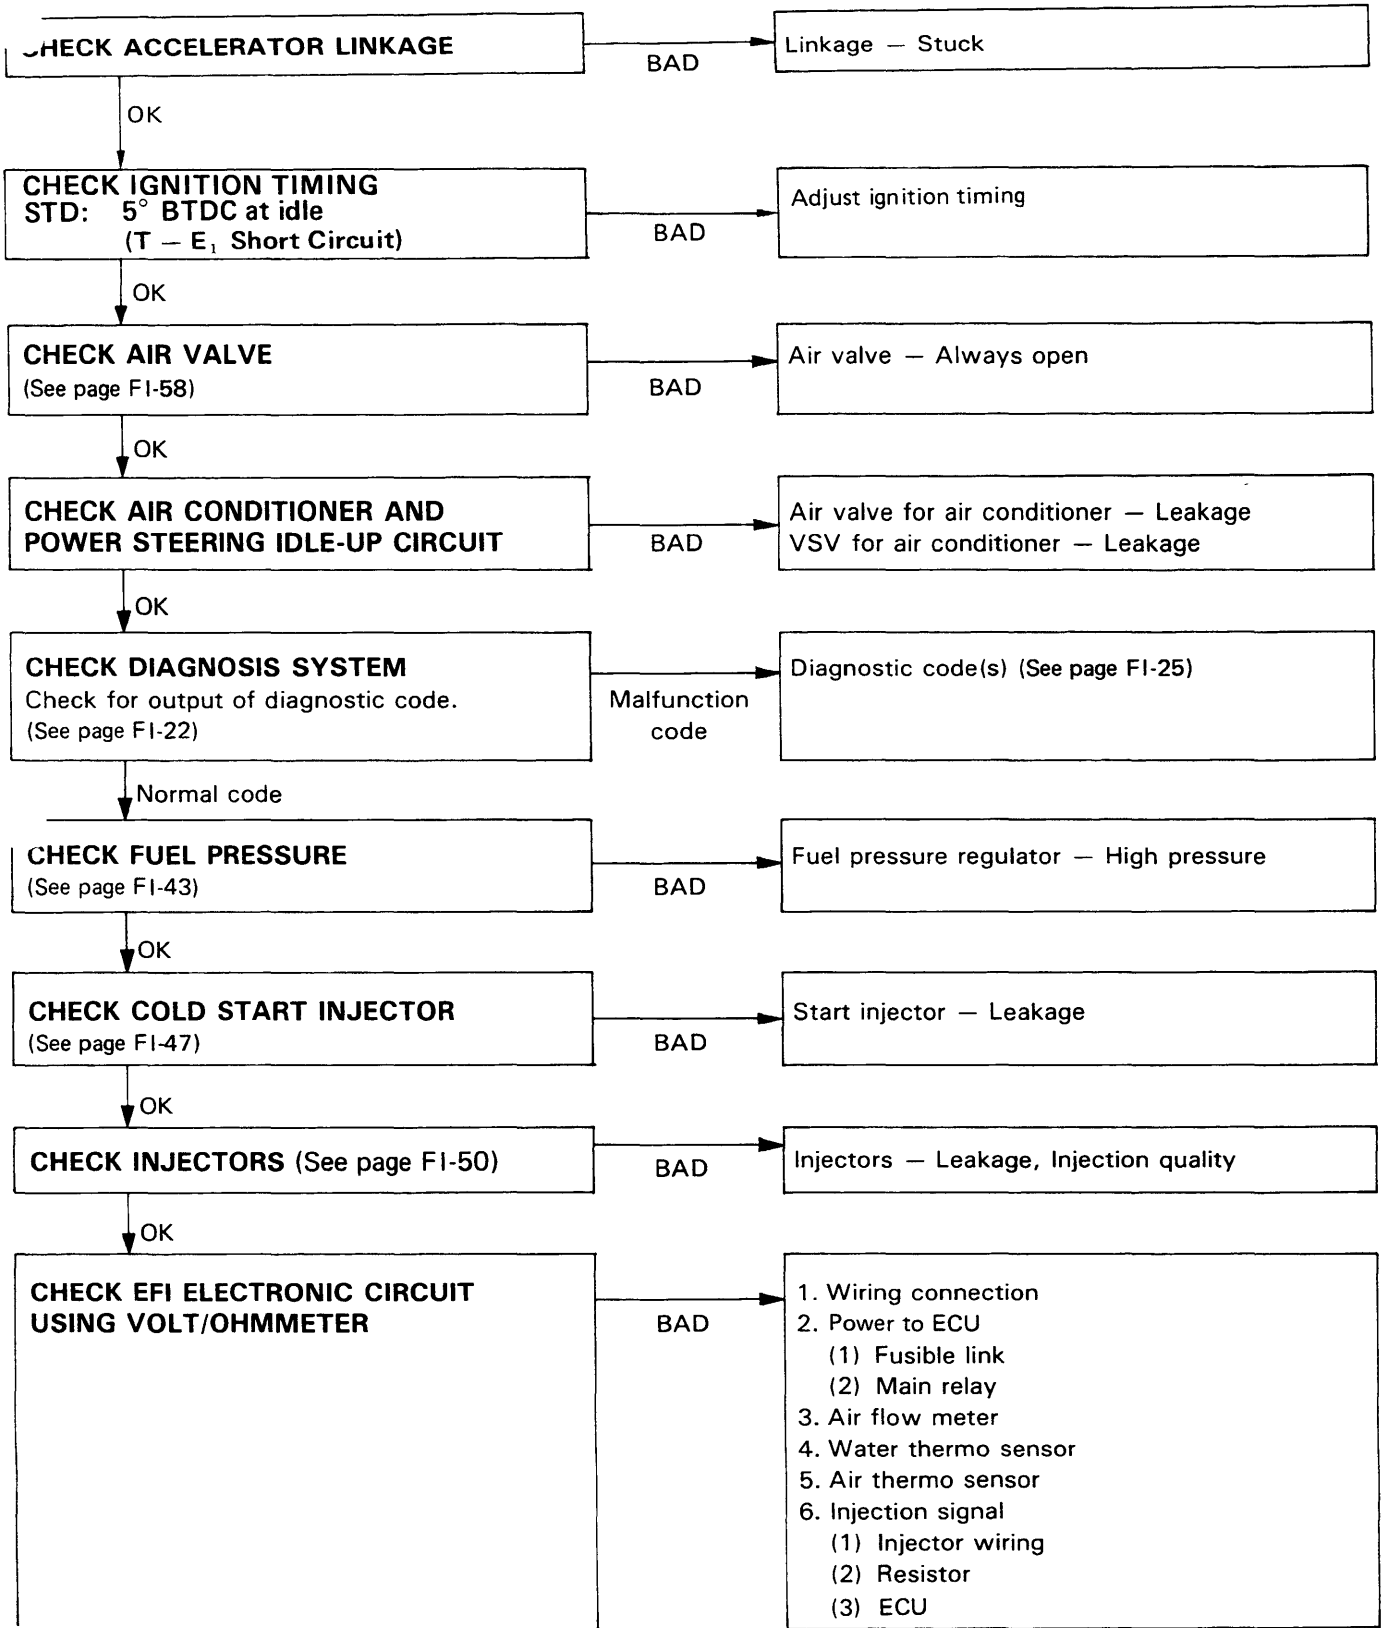 CHECK ACCELERATOR LINKAGE
BAD
Linkage — Stuck
OK
CHECK IGNITION TIMING
STD: 5° BTDC at idle
(T — E₁ Short Circuit)
BAD
Adjust ignition timing
OK
CHECK AIR VALVE
(See page FI-58)
BAD
Air valve — Always open
OK
CHECK AIR CONDITIONER AND
POWER STEERING IDLE-UP CIRCUIT
BAD
Air valve for air conditioner — Leakage
VSV for air conditioner — Leakage
OK
CHECK DIAGNOSIS SYSTEM
Check for output of diagnostic code.
(See page FI-22)
Malfunction
code
Diagnostic code(s) (See page FI-25)
Normal code
CHECK FUEL PRESSURE
(See page FI-43)
BAD
Fuel pressure regulator — High pressure
OK
CHECK COLD START INJECTOR
(See page FI-47)
BAD
Start injector — Leakage
OK
CHECK INJECTORS (See page FI-50)
BAD
Injectors — Leakage, Injection quality
OK
CHECK EFI ELECTRONIC CIRCUIT
USING VOLT/OHMMETER
BAD
1. Wiring connection
2. Power to ECU
(1) Fusible link
(2) Main relay
3. Air flow meter
4. Water thermo sensor
5. Air thermo sensor
6. Injection signal
(1) Injector wiring
(2) Resistor
(3) ECU